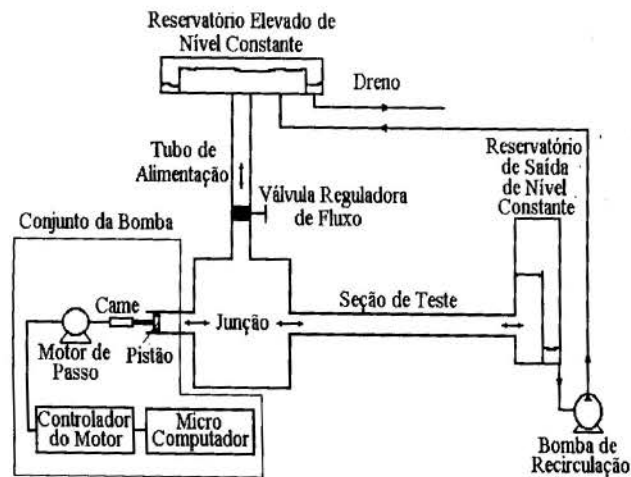 Reservatório Elevado de
Nível Constante
Dreno
Tubo de
Alimentação
Válvula Reguladora
de Fluxo
Reservatório
de Saída
de Nível
Constante
Conjunto da Bomba
Came
Junção
Seção de Teste
Motor de
Passo
Pistão
Controlador
do Motor
Micro
Computador
Bomba de
Recirculação